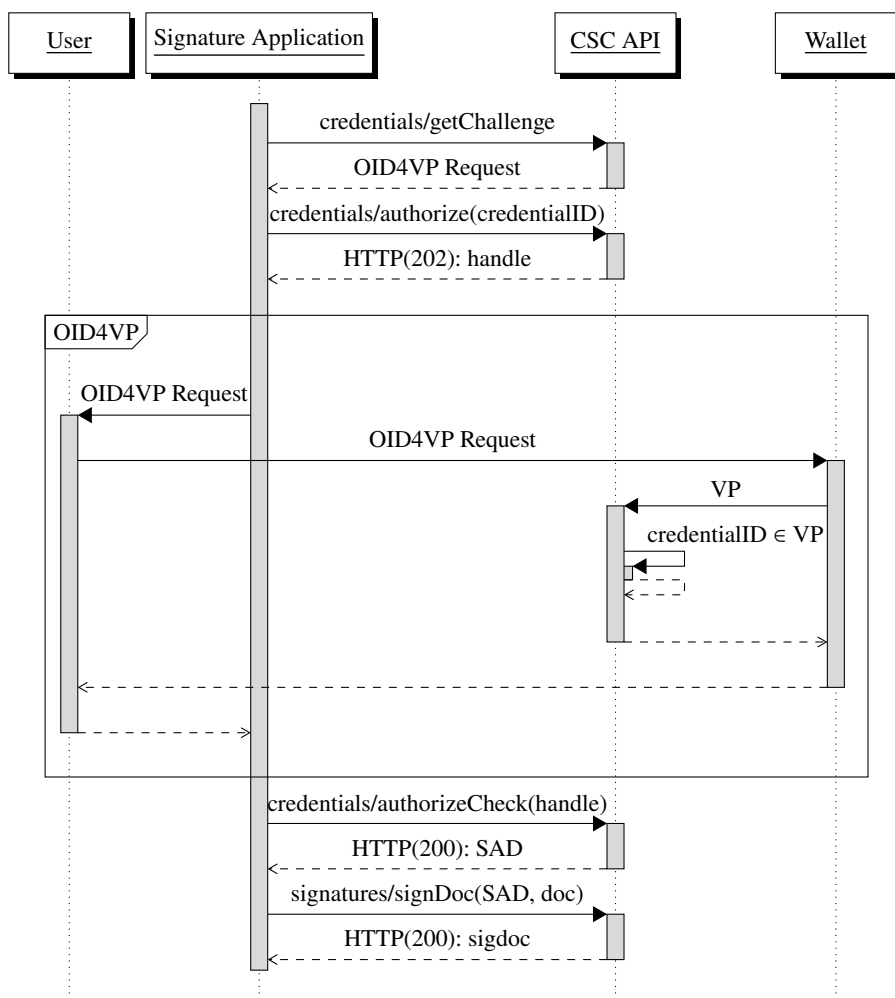 User
Signature Application
CSC API
Wallet
credentials/getChallenge
OID4VP Request
credentials/authorize(credentialID)
HTTP(202): handle
OID4VP
OID4VP Request
OID4VP Request
VP
credentialID ∈ VP
credentials/authorizeCheck(handle)
HTTP(200): SAD
signatures/signDoc(SAD, doc)
HTTP(200): sigdoc